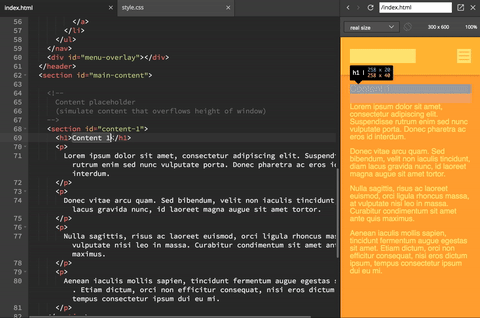 index.html × style.css ×
/index.html
real size 300 x 600 100%
56 </a>
57 </li>
58 </ul>
59 </nav>
60 <div id="menu-overlay"></div>
61 </header>
62 <section id="main-content">
63
64 <!--
65 Content placeholder
66 (simulate content that overflows height of window)
67 -->
68 <section id="content-1">
69 <h1>Content 1</h1>
70 <p>
71 Lorem ipsum dolor sit amet, consectetur adipiscing elit. Suspend
rutrum enim sed nunc vulputate porta. Donec pharetra ac eros id
interdum.
72 </p>
73 <p>
74 Donec vitae arcu quam. Sed bibendum, velit non iaculis tincidunt
lacus gravida nunc, id maximus augue sit amet tortor.
75 </p>
76 <p>
77 Nulla sagittis, risus ac laoreet euismod, orci ligula rhoncus mas
vulputate nisi leo in massa. Curabitur condimentum sit amet an
maximus.
78 </p>
79 <p>
80 Aenean iaculis mollis sapien, tincidunt fermentum augue egestas s
. Etiam dictum, orci non efficitur consequat, nisi eros dictum
tempus consectetur ipsum dui eu mi.
81 </p>
h1 258 x 20
258 x 40
Content 1
Lorem ipsum dolor sit amet,
consectetur adipiscing elit.
Suspendisse rutrum enim sed nunc
vulputate porta. Donec pharetra ac
eros id interdum.
Donec vitae arcu quam. Sed
bibendum, velit non iaculis tincidunt,
diam lacus gravida nunc, id
maximus augue sit amet tortor.
Nulla sagittis, risus ac laoreet
euismod, orci ligula rhoncus massa,
at vulputate nisi leo in massa.
Curabitur condimentum sit amet
ante ac maximus.
Aenean iaculis mollis sapien,
tincidunt fermentum augue egestas
sit amet. Etiam dictum, orci non
efficitur consequat, nisi eros dictum
dolor, tempus consectetur ipsum
dui eu mi.